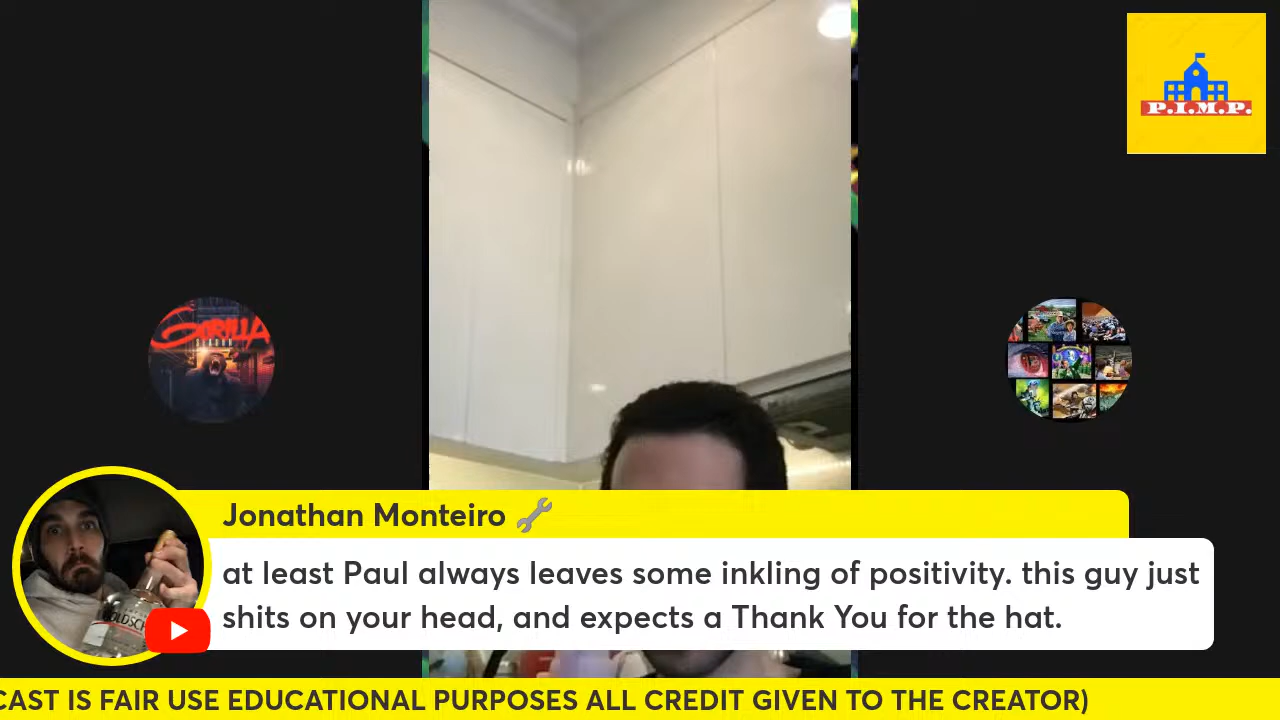 P.I.M.P.
GORILLA
Jonathan Monteiro 🔧
at least Paul always leaves some inkling of positivity. this guy just
shits on your head, and expects a Thank You for the hat.
CAST IS FAIR USE EDUCATIONAL PURPOSES ALL CREDIT GIVEN TO THE CREATOR)